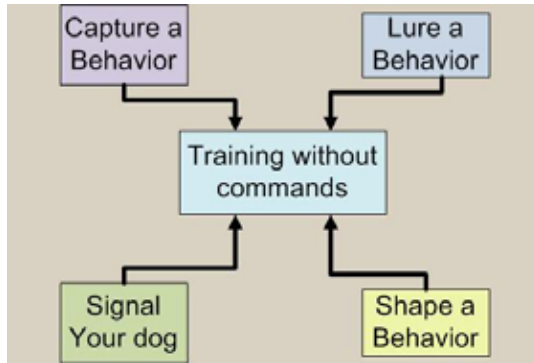 Capture a
Behavior
Lure a
Behavior
Training without
commands
Signal
Your dog
Shape a
Behavior